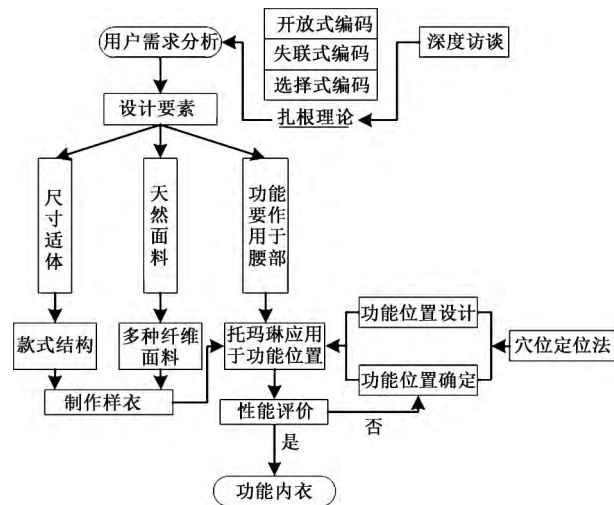 用户需求分析
开放式编码
失联式编码
选择式编码
深度访谈
扎根理论
设计要素
尺寸适体
天然面料
功能要作用于腰部
款式结构
多种纤维
面料
托玛琳应用
于功能位置
功能位置设计
功能位置确定
穴位定位法
制作样衣
性能评价
否
是
功能内衣